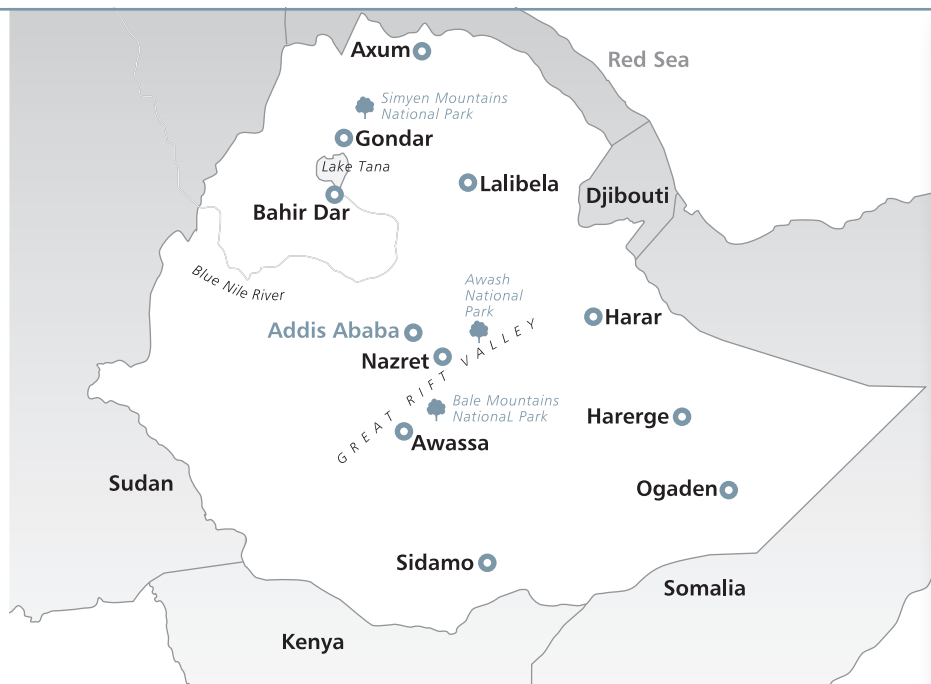 Axum
Red Sea
Simyen Mountains
National Park
Gondar
Lake Tana
Lalibela
Djibouti
Bahir Dar
Blue Nile River
Awash
National
Park
Harar
Addis Ababa
Nazret
GREAT RIFT VALLEY
Bale Mountains
NationaL Park
Harerge
Awassa
Sudan
Ogaden
Sidamo
Somalia
Kenya